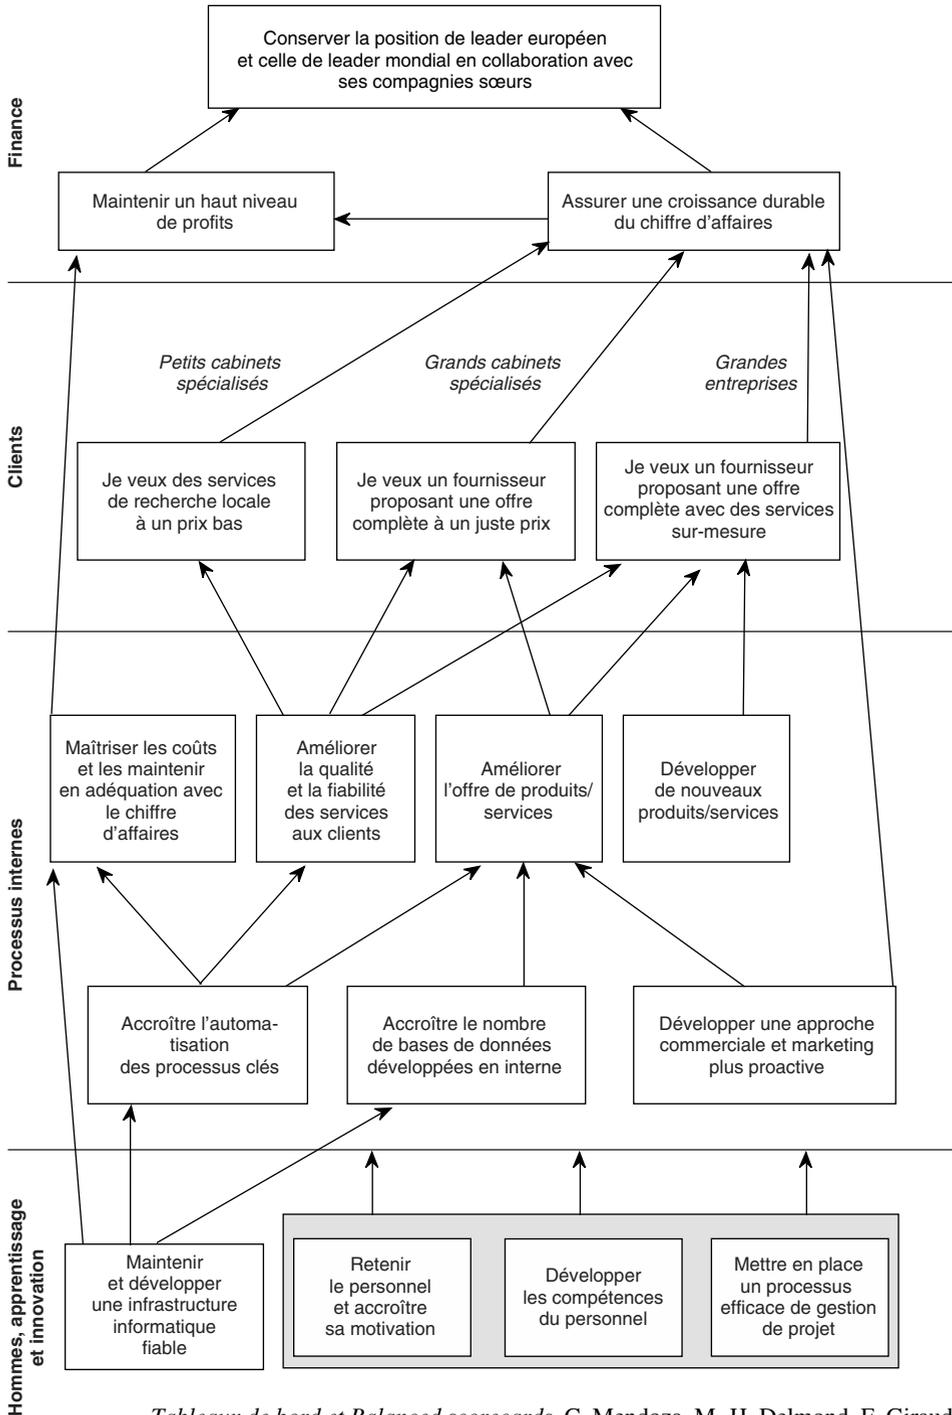 Conserver la position de leader européen
et celle de leader mondial en collaboration avec
ses compagnies sœurs
Finance
Maintenir un haut niveau
de profits
Assurer une croissance durable
du chiffre d’affaires
Petits cabinets
spécialisés
Grands cabinets
spécialisés
Grandes
entreprises
Clients
Je veux des services
de recherche locale
à un prix bas
Je veux un fournisseur
proposant une offre
complète à un juste prix
Je veux un fournisseur
proposant une offre
complète avec des services
sur-mesure
Processus internes
Maîtriser les coûts
et les maintenir
en adéquation avec
le chiffre
d’affaires
Améliorer
la qualité
et la fiabilité
des services
aux clients
Améliorer
l’offre de produits/
services
Développer
de nouveaux
produits/services
Accroître l’automa-
tisation
des processus clés
Accroître le nombre
de bases de données
développées en interne
Développer une approche
commerciale et marketing
plus proactive
Hommes, apprentissage
et innovation
Maintenir
et développer
une infrastructure
informatique
fiable
Retenir
le personnel
et accroître
sa motivation
Développer
les compétences
du personnel
Mettre en place
un processus
efficace de gestion
de projet
Tableaux de bord et Balanced scorecards, C. Mendoza, M.-H. Delmond, F. Giraud